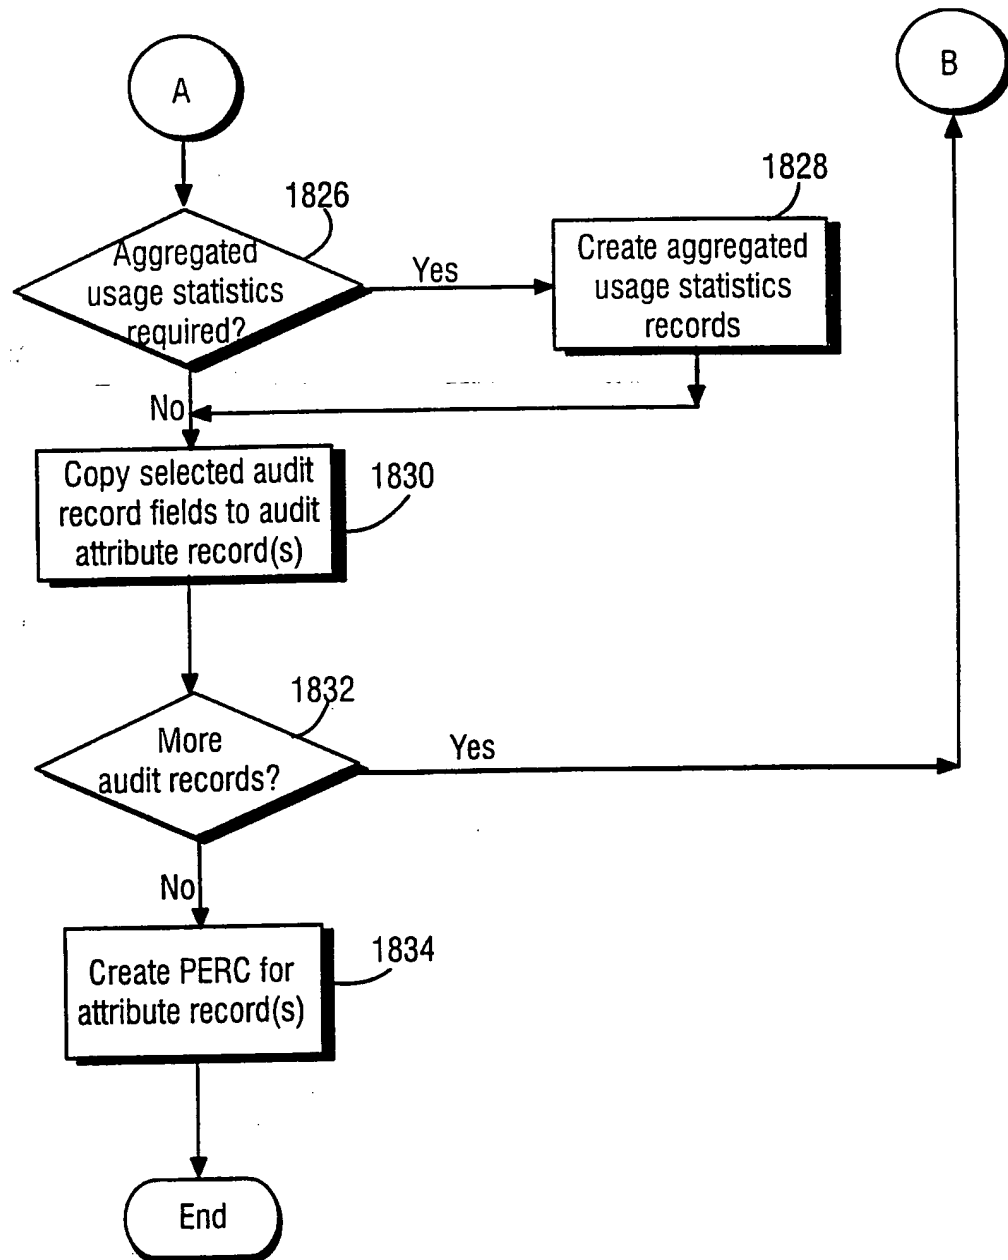 A
B
1826
Aggregated
usage statistics
required?
Yes
1828
Create aggregated
usage statistics
records
No
Copy selected audit
record fields to audit
attribute record(s)
1830
1832
More
audit records?
Yes
No
Create PERC for
attribute record(s)
1834
End